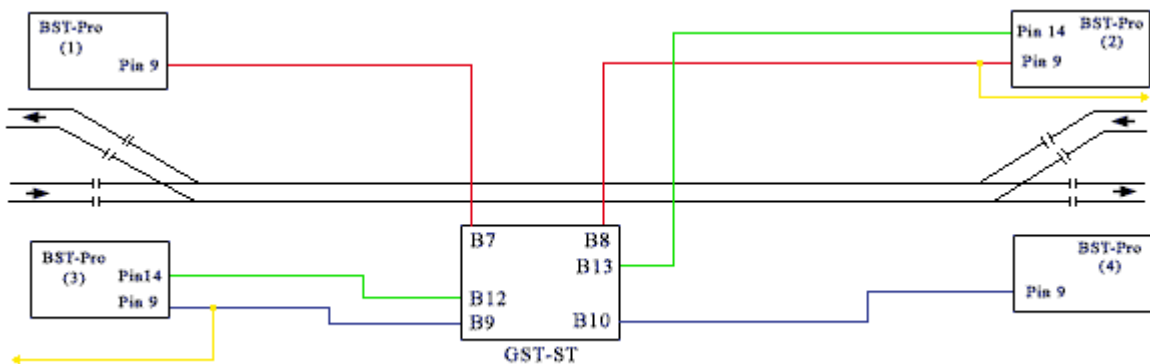 BST-Pro
(1)
Pin 9
Pin 14
BST-Pro
(2)
Pin 9
B7
B8
B13
B12
B9
B10
GST-ST
BST-Pro
(3)
Pin14
Pin 9
BST-Pro
(4)
Pin 9